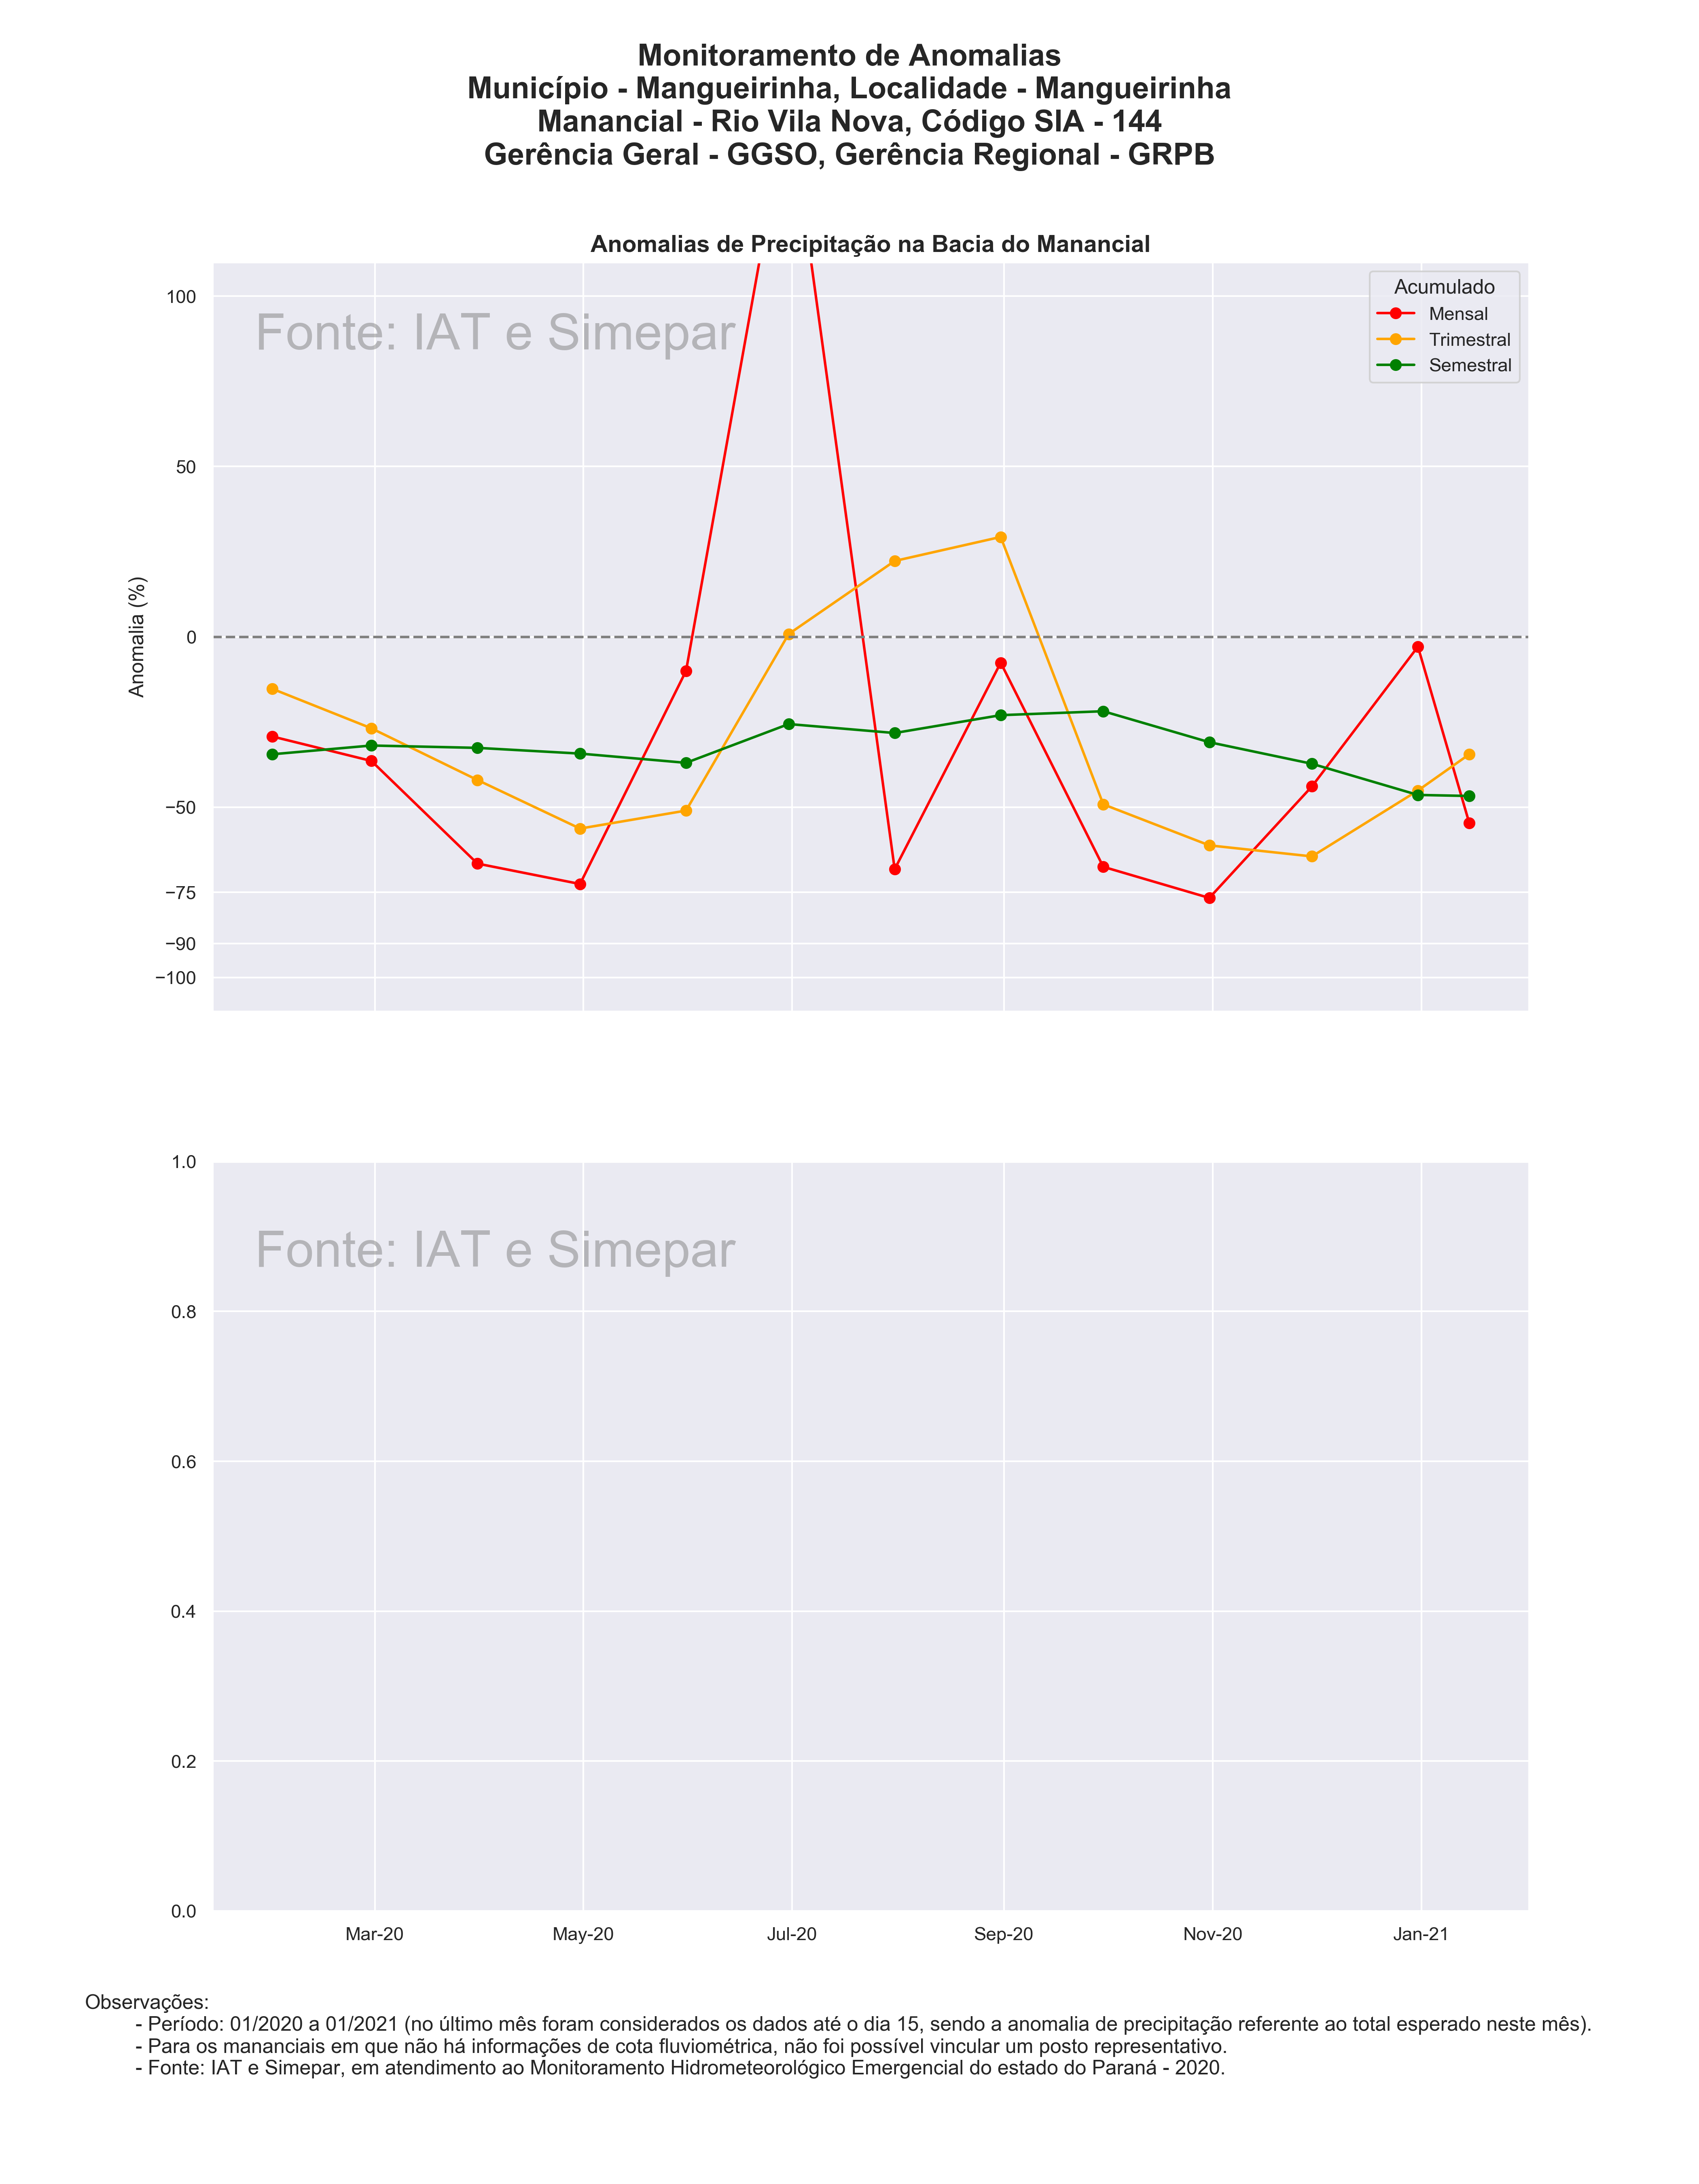 Monitoramento de Anomalias
Município - Mangueirinha, Localidade - Mangueirinha
Manancial - Rio Vila Nova, Código SIA - 144
Gerência Geral - GGSO, Gerência Regional - GRPB
Anomalias de Precipitação na Bacia do Manancial
Fonte: IAT e Simepar
Acumulado
Mensal
Trimestral
Semestral
Anomalia (%)
100
50
0
−50
−75
−90
−100
Fonte: IAT e Simepar
1.0
0.8
0.6
0.4
0.2
0.0
Mar-20 May-20 Jul-20 Sep-20 Nov-20 Jan-21
Observações:
- Período: 01/2020 a 01/2021 (no último mês foram considerados os dados até o dia 15, sendo a anomalia de precipitação referente ao total esperado neste mês).
- Para os mananciais em que não há informações de cota fluviométrica, não foi possível vincular um posto representativo.
- Fonte: IAT e Simepar, em atendimento ao Monitoramento Hidrometeorológico Emergencial do estado do Paraná - 2020.